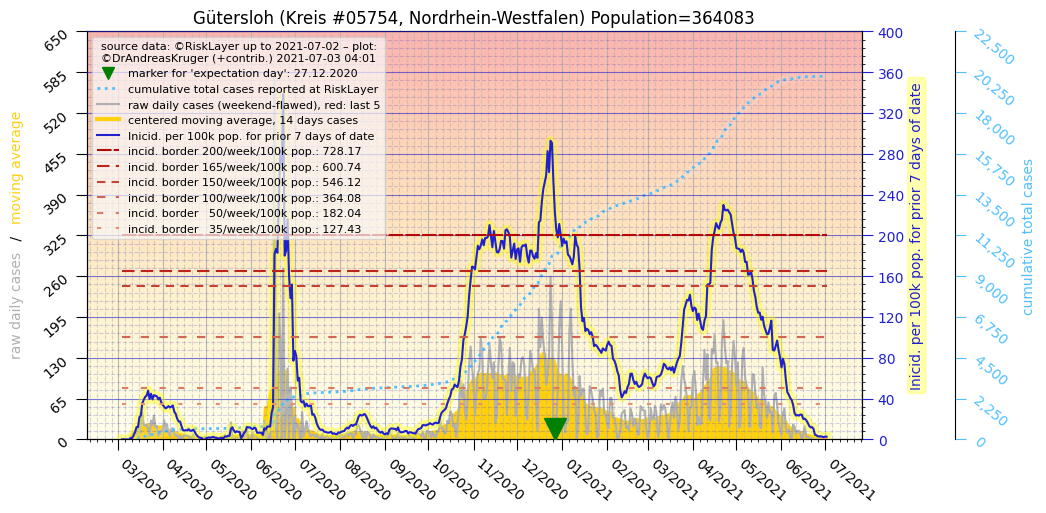 Gütersloh (Kreis #05754, Nordrhein-Westfalen) Population=364083
source data: ©RiskLayer up to 2021-07-02 – plot:
©DrAndreasKruger (+contrib.) 2021-07-03 04:01
marker for 'expectation day': 27.12.2020
cumulative total cases reported at RiskLayer
raw daily cases (weekend-flawed), red: last 5
centered moving average, 14 days cases
Inicid. per 100k pop. for prior 7 days of date
incid. border 200/week/100k pop.: 728.17
incid. border 165/week/100k pop.: 600.74
incid. border 150/week/100k pop.: 546.12
incid. border 100/week/100k pop.: 364.08
incid. border 50/week/100k pop.: 182.04
incid. border 35/week/100k pop.: 127.43
raw daily cases / moving average
650
585
520
455
390
325
260
195
130
65
0
03/2020
04/2020
05/2020
06/2020
07/2020
08/2020
09/2020
10/2020
11/2020
12/2020
01/2021
02/2021
03/2021
04/2021
05/2021
06/2021
07/2021
400
360
320
280
240
200
160
120
80
40
0
Inicid. per 100k pop. for prior 7 days of date
22,500
20,250
18,000
15,750
13,500
11,250
9,000
6,750
4,500
2,250
0
cumulative total cases